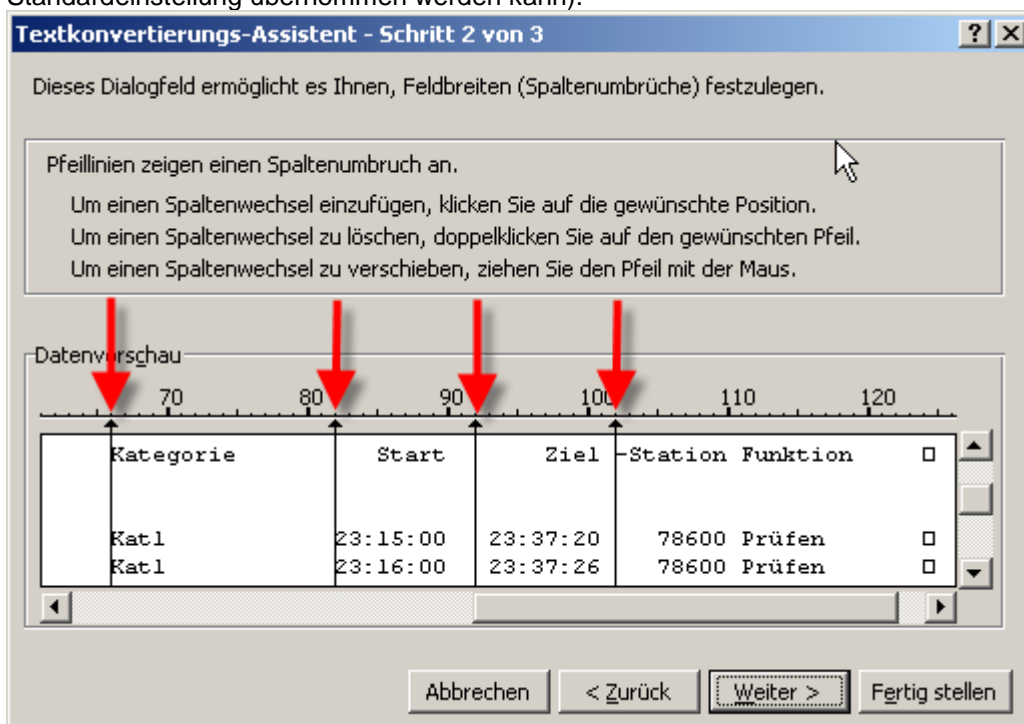 Standardeinstellung übernommen werden kann).
Textkonvertierungs-Assistent - Schritt 2 von 3
Dieses Dialogfeld ermöglicht es Ihnen, Feldbreiten (Spaltenumbrüche) festzulegen.
Pfeillinien zeigen einen Spaltenumbruch an.
Um einen Spaltenwechsel einzufügen, klicken Sie auf die gewünschte Position.
Um einen Spaltenwechsel zu löschen, doppelklicken Sie auf den gewünschten Pfeil.
Um einen Spaltenwechsel zu verschieben, ziehen Sie den Pfeil mit der Maus.
Datenvorschau
70 80 90 100 110 120
Kategorie Start Ziel -Station Funktion
Kat1 23:15:00 23:37:20 78600 Prüfen
Kat1 23:16:00 23:37:26 78600 Prüfen
Abbrechen < Zurück Weiter > Fertig stellen